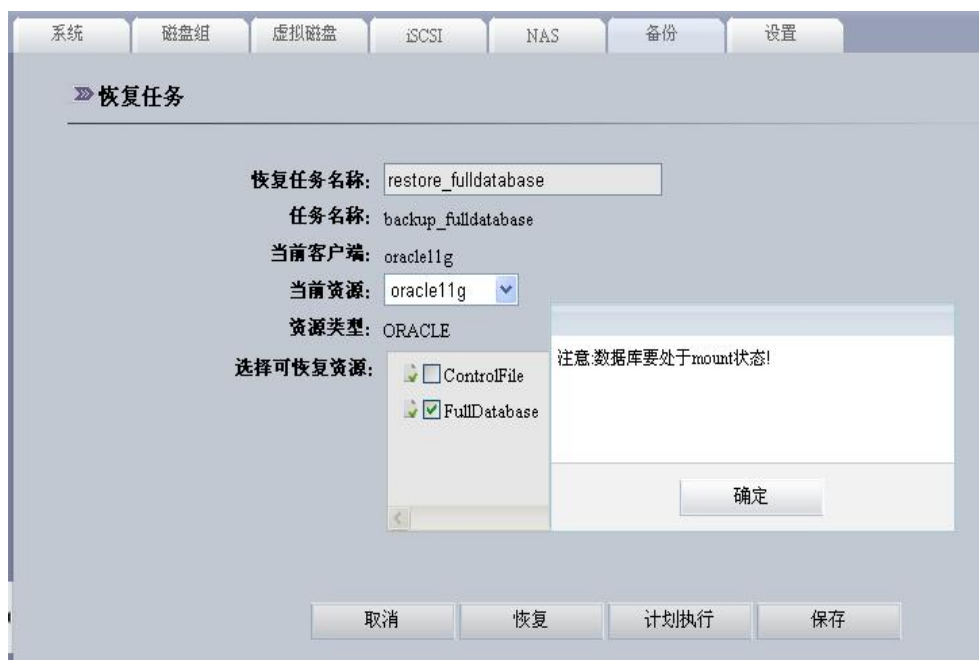 系统 磁盘组 虚拟磁盘 iSCSI NAS 备份 设置
恢复任务
恢复任务名称: restore_fulldatabase
任务名称: backup_fulldatabase
当前客户端: oracle11g
当前资源: oracle11g
资源类型: ORACLE
选择可恢复资源:
ControlFile
FullDatabase
注意:数据库要处于mount状态!
确定
取消 恢复 计划执行 保存